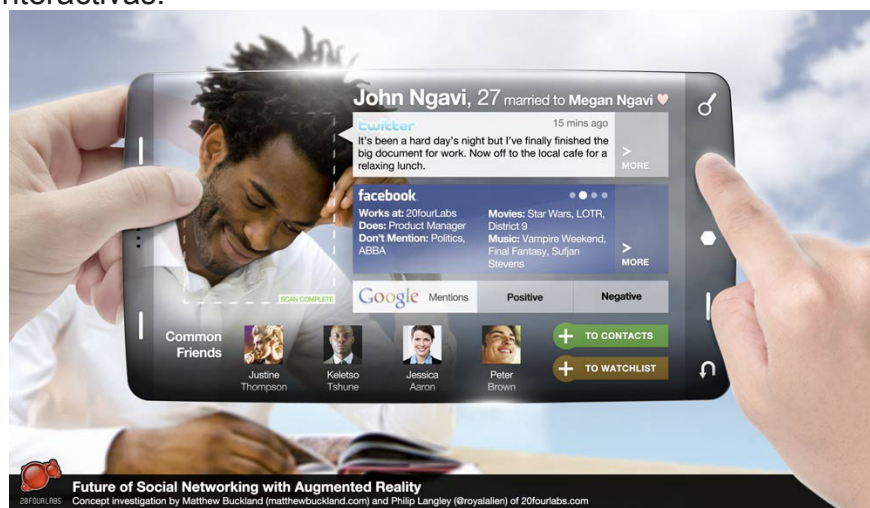 nteractivas.
John Ngavi, 27 married to Megan Ngavi
twitter
15 mins ago
It's been a hard day's night but I've finally finished the
big document for work. Now off to the local cafe for a
relaxing lunch.
>
MORE
facebook
Works at: 20fourLabs
Does: Product Manager
Don't Mention: Politics,
ABBA
Movies: Star Wars, LOTR,
District 9
Music: Vampire Weekend,
Final Fantasy, Sufjan
Stevens
>
MORE
SCAN COMPLETE
Google Mentions Positive Negative
Common
Friends
Justine
Thompson
Keletso
Tshune
Jessica
Aaron
Peter
Brown
+ TO CONTACTS
+ TO WATCHLIST
20FOURLABS
Future of Social Networking with Augmented Reality
Concept investigation by Matthew Buckland (matthewbuckland.com) and Philip Langley (@royalalien) of 20fourlabs.com